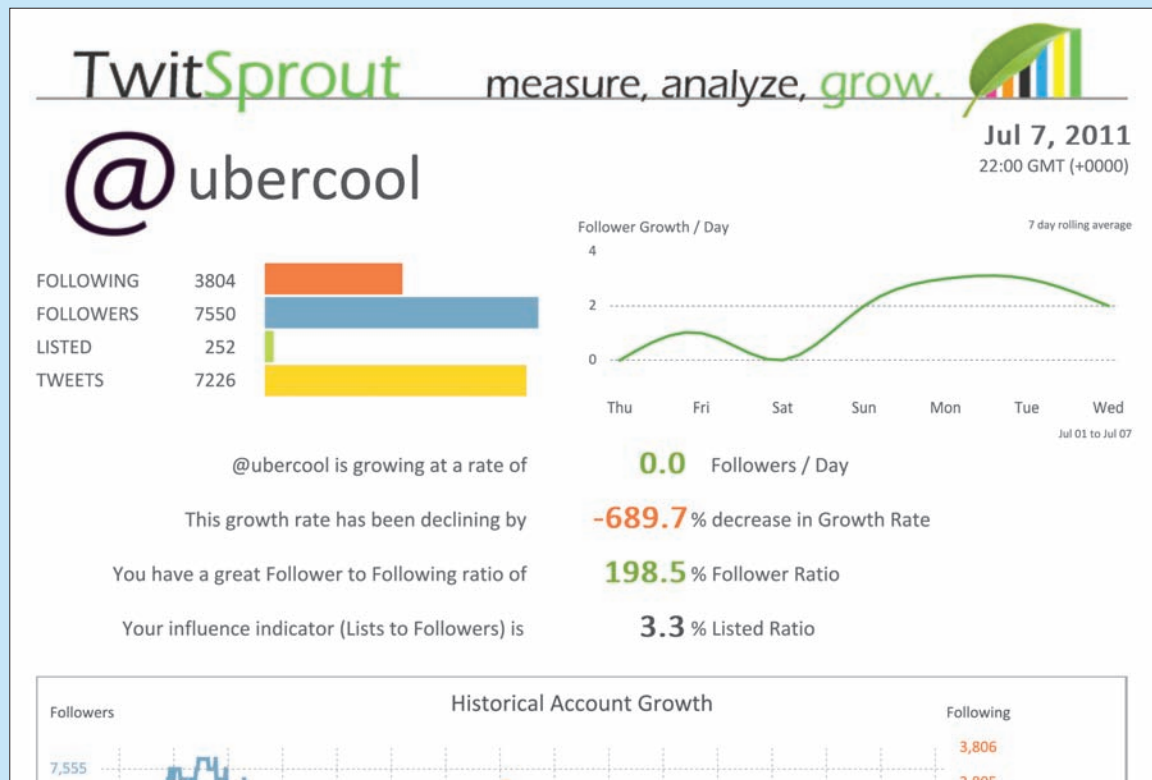 TwitSprout measure, analyze, grow.
Jul 7, 2011
22:00 GMT (+0000)
@ubercool
FOLLOWING 3804
FOLLOWERS 7550
LISTED 252
TWEETS 7226
Follower Growth / Day 7 day rolling average
4
2
0
Thu Fri Sat Sun Mon Tue Wed
Jul 01 to Jul 07
@ubercool is growing at a rate of 0.0 Followers / Day
This growth rate has been declining by -689.7 % decrease in Growth Rate
You have a great Follower to Following ratio of 198.5 % Follower Ratio
Your influence indicator (Lists to Followers) is 3.3 % Listed Ratio
Historical Account Growth
Followers Following
3,806
7,555